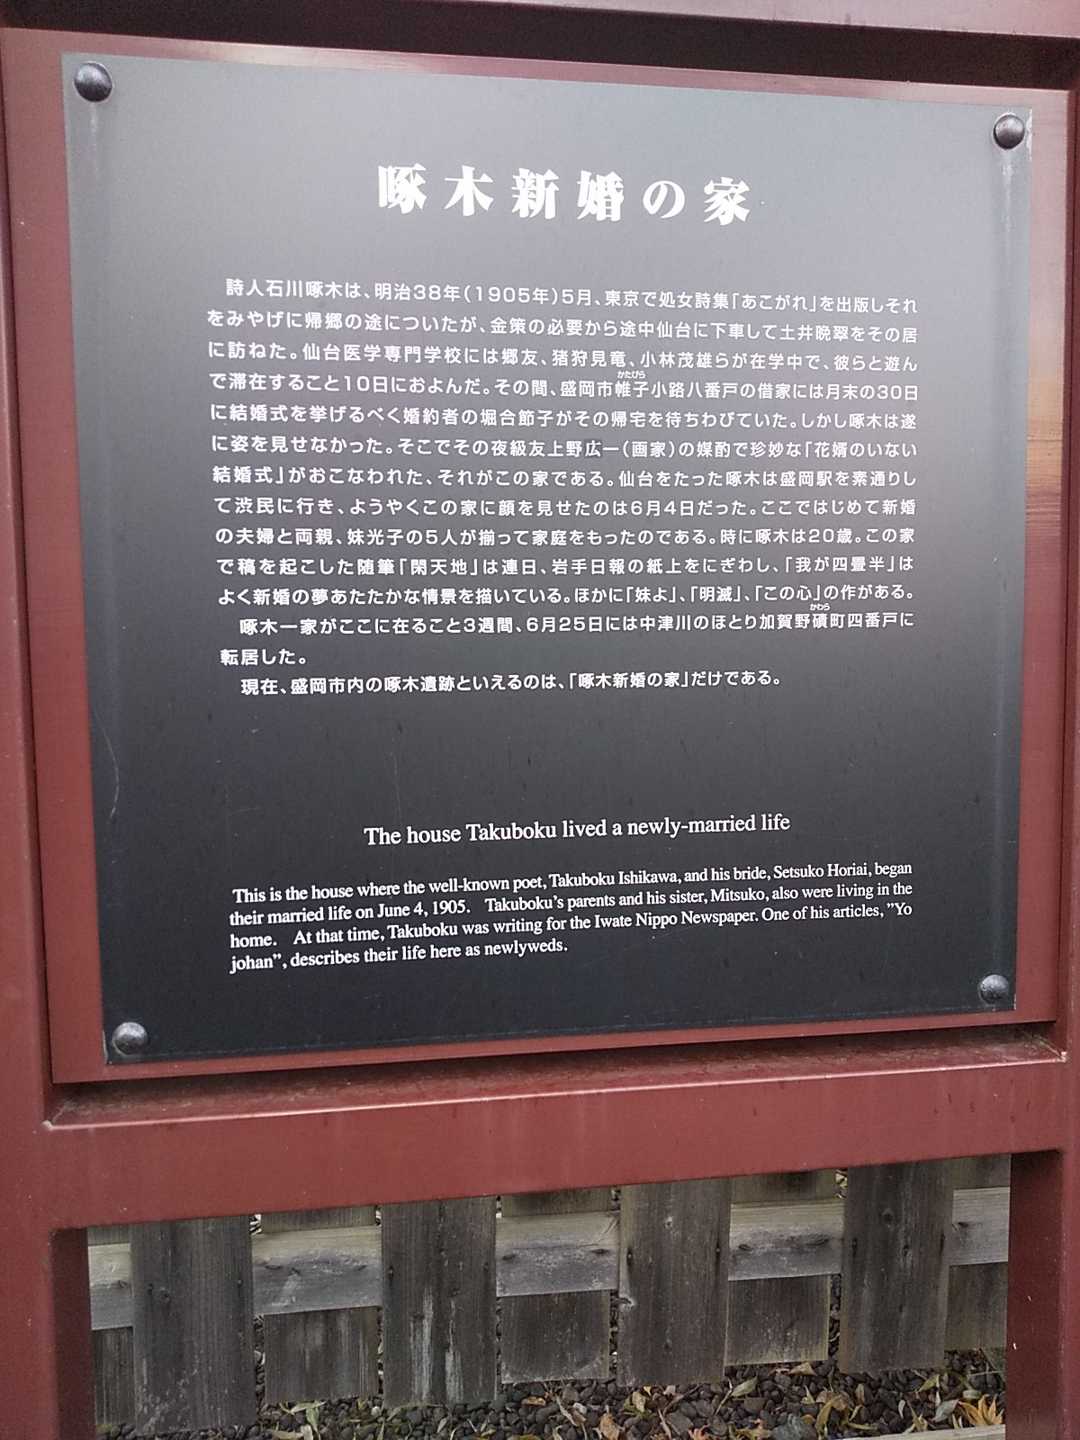 啄木新婚の家
詩人石川啄木は、明治38年(1905年)5月、東京で処女詩集「あこがれ」を出版しそれ
をみやげに帰郷の途についたが、金策の必要から途中仙台に下車して土井晩翠をその居
に訪ねた。仙台医学専門学校には郷友、猪狩見竜、小林茂雄らが在学中で、彼らと遊ん
かたびら
で滞在すること10日におよんだ。その間、盛岡市帷子小路八番戸の借家には月末の30日
に結婚式を挙げるべく婚約者の堀合節子がその帰宅を待ちわびていた。しかし啄木は遂
に姿を見せなかった。そこでその夜級友上野広一(画家)の媒酌で珍妙な「花婿のいない
結婚式」がおこなわれた、それがこの家である。仙台をたった啄木は盛岡駅を素通りし
て渋民に行き、ようやくこの家に顔を見せたのは6月4日だった。ここではじめて新婚
の夫婦と両親、妹光子の5人が揃って家庭をもったのである。時に啄木は20歳。この家
で稿を起こした随筆「閑天地」は連日、岩手日報の紙上をにぎわし、「我が四畳半」は
よく新婚の夢あたたかな情景を描いている。ほかに「妹よ」、「明滅」、「この心」の作がある。
かわら
啄木一家がここに在ること3週間、6月25日には中津川のほとり加賀野磧町四番戸に
転居した。
現在、盛岡市内の啄木遺跡といえるのは、「啄木新婚の家」だけである。
The house Takuboku lived a newly-married life
This is the house where the well-known poet, Takuboku Ishikawa, and his bride, Setsuko Horiai, began
their married life on June 4, 1905. Takuboku's parents and his sister, Mitsuko, also were living in the
home. At that time, Takuboku was writing for the Iwate Nippo Newspaper. One of his articles, "Yo
johan", describes their life here as newlyweds.